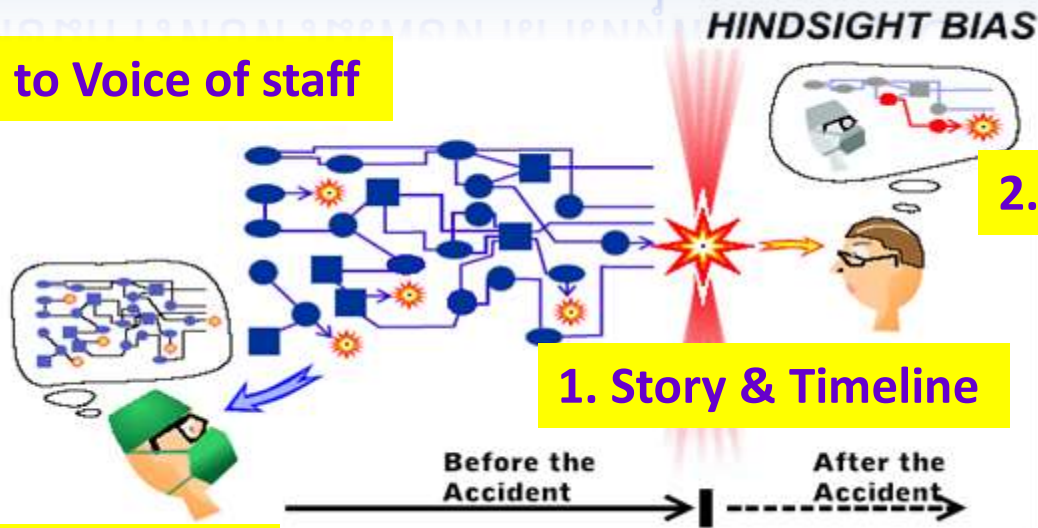 HINDSIGHT BIAS
to Voice of staff
2.
1. Story & Timeline
Before the
Accident
After the
Accident